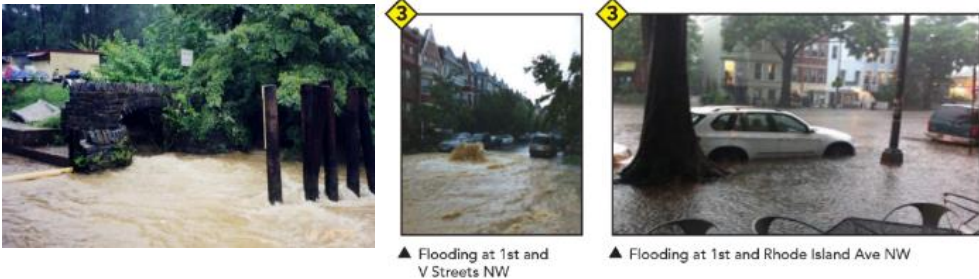 3
3
▲ Flooding at 1st and
V Streets NW
▲ Flooding at 1st and Rhode Island Ave NW